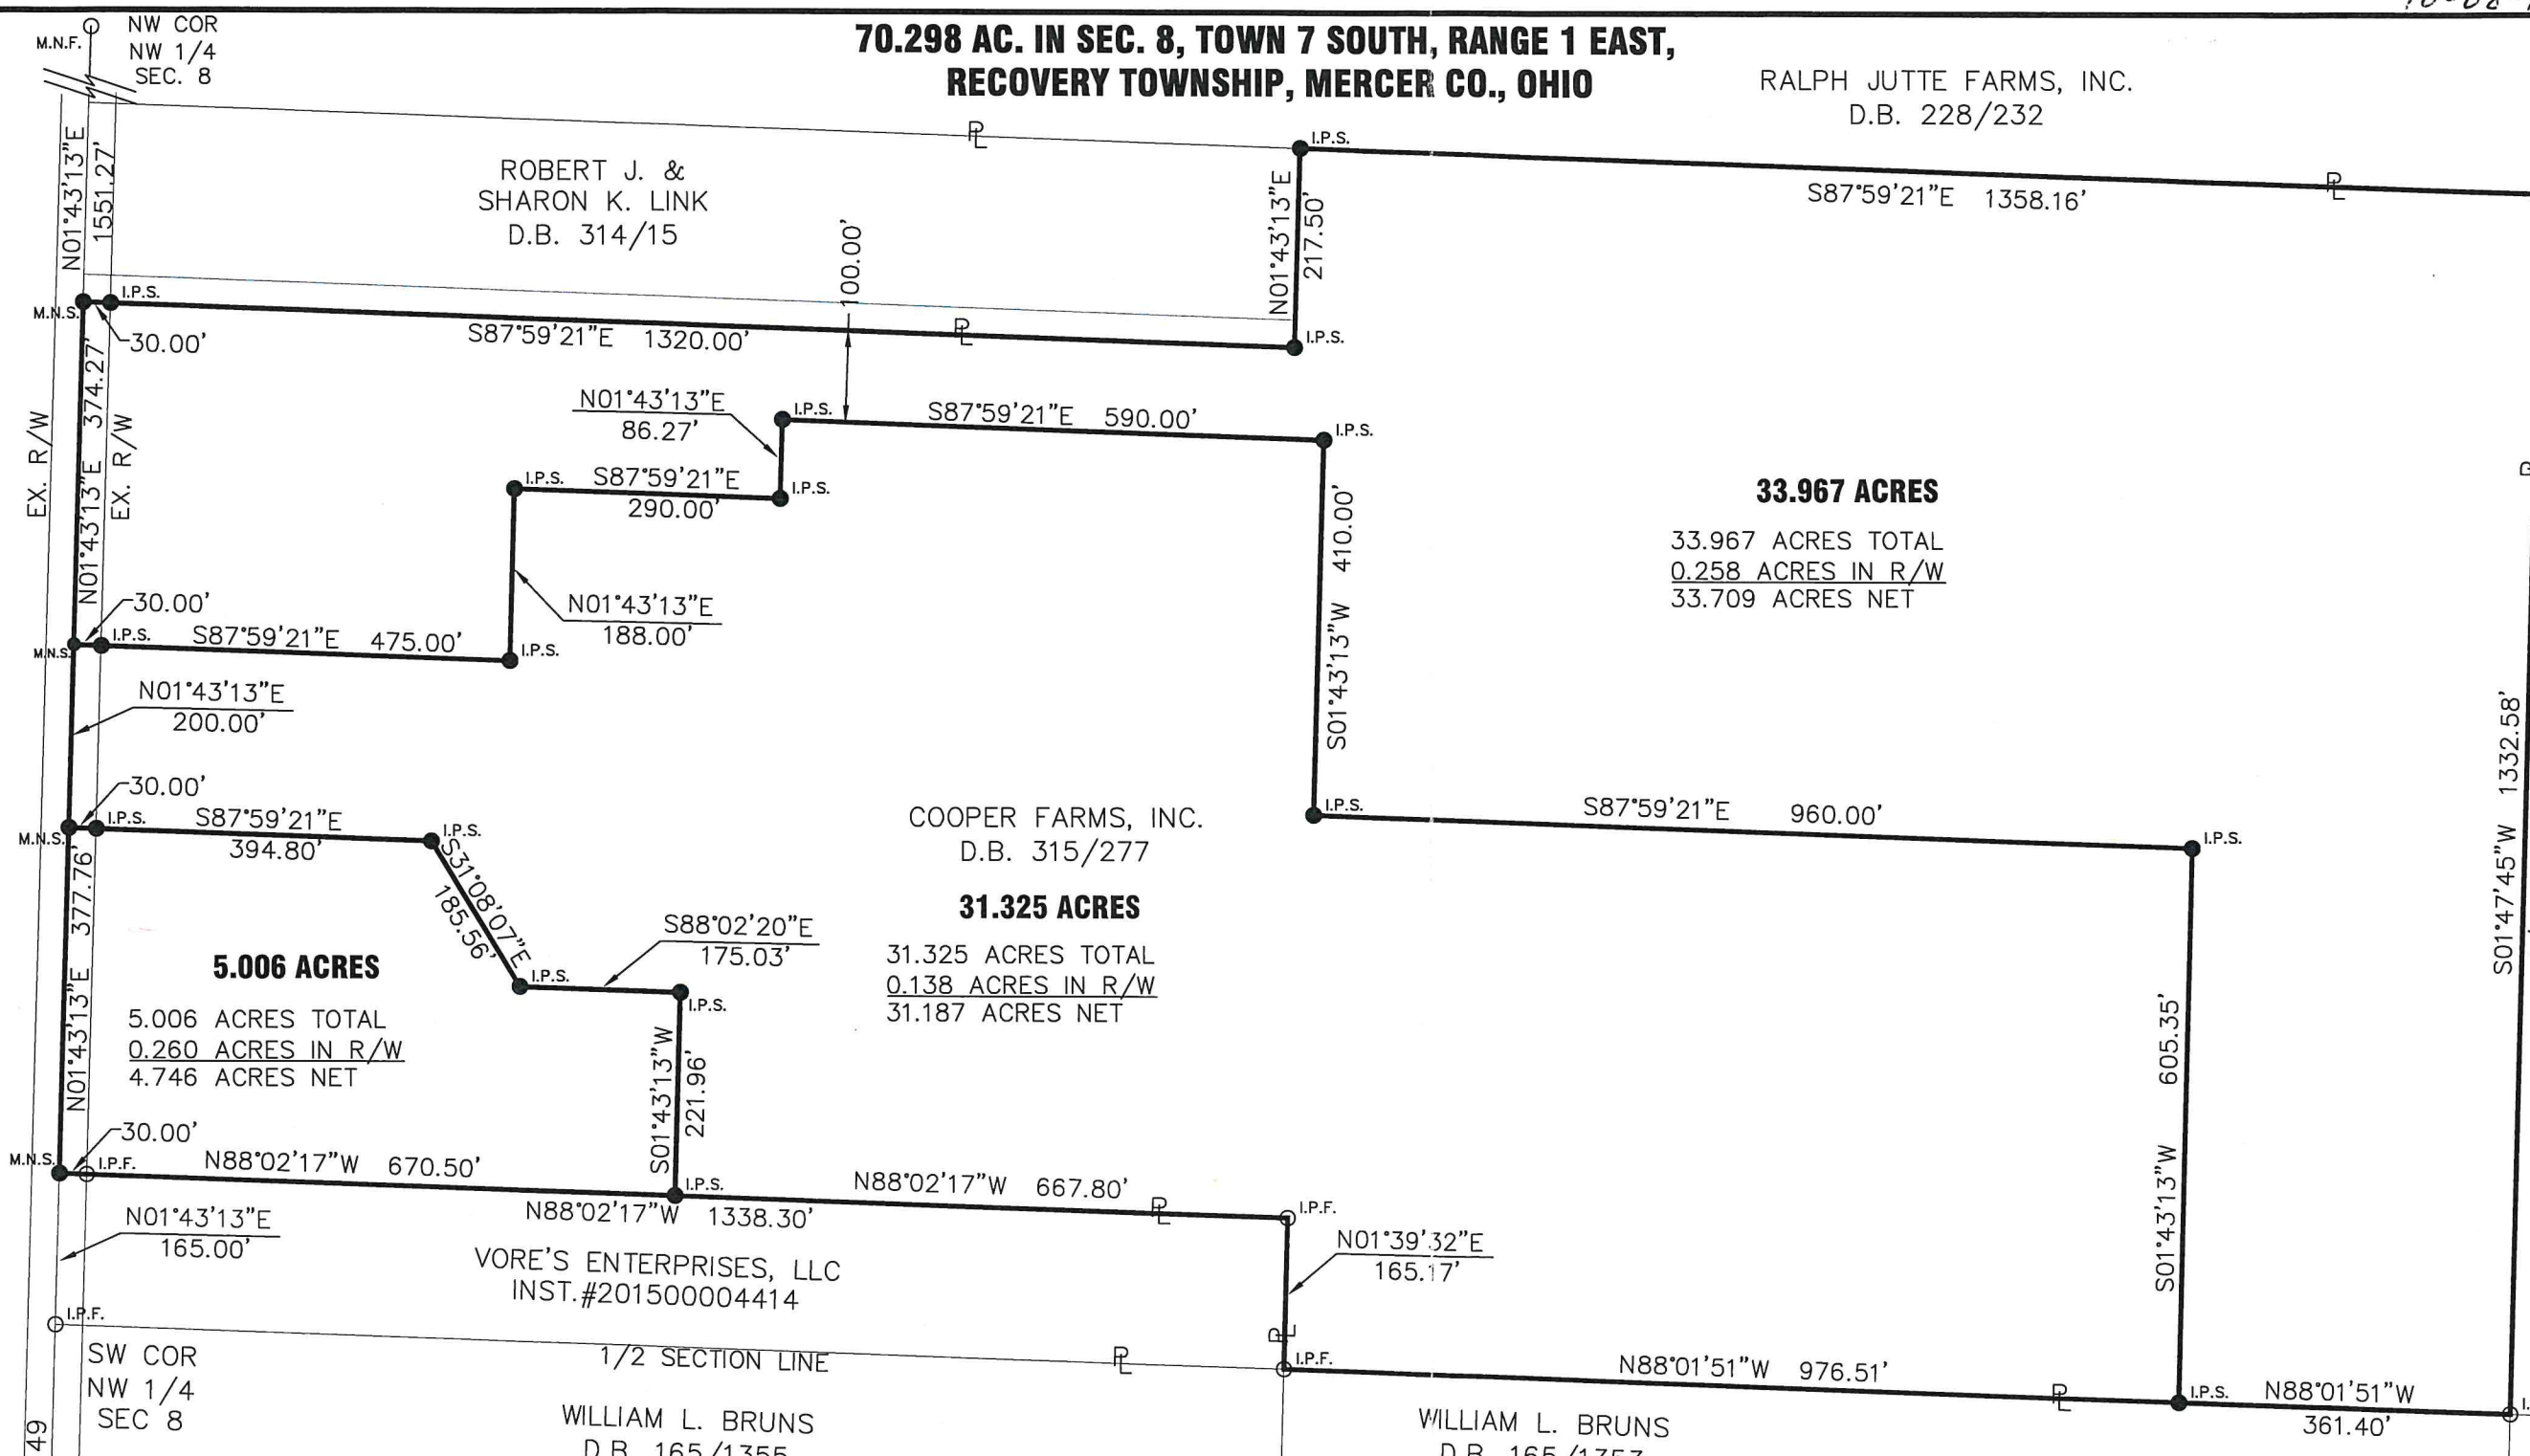 NW COR
NW 1/4
SEC. 8
M.N.F.
70.298 AC. IN SEC. 8, TOWN 7 SOUTH, RANGE 1 EAST,
RECOVERY TOWNSHIP, MERCER CO., OHIO
RALPH JUTTE FARMS, INC.
D.B. 228/232
N01°43'13"E
1551.27'
ROBERT J. &
SHARON K. LINK
D.B. 314/15
100.00'
N01°43'13"E
217.50'
I.P.S.
S87°59'21"E 1358.16'
PL
PL
M.N.S.
I.P.S.
30.00'
S87°59'21"E 1320.00'
PL
I.P.S.
EX. R/W
N01°43'13"E 374.27'
EX. R/W
N01°43'13"E
86.27'
I.P.S.
S87°59'21"E 590.00'
I.P.S.
I.P.S.
S87°59'21"E
290.00'
I.P.S.
N01°43'13"E
188.00'
S01°43'13"W 410.00'
33.967 ACRES
33.967 ACRES TOTAL
0.258 ACRES IN R/W
33.709 ACRES NET
30.00'
M.N.S.
I.P.S.
S87°59'21"E 475.00'
I.P.S.
N01°43'13"E
200.00'
S01°47'45"W 1332.58'
30.00'
M.N.S.
I.P.S.
S87°59'21"E
394.80'
I.P.S.
S31°08'07"E
185.56'
COOPER FARMS, INC.
D.B. 315/277
I.P.S.
S87°59'21"E 960.00'
I.P.S.
31.325 ACRES
31.325 ACRES TOTAL
0.138 ACRES IN R/W
31.187 ACRES NET
N01°43'13"E 377.76'
5.006 ACRES
5.006 ACRES TOTAL
0.260 ACRES IN R/W
4.746 ACRES NET
I.P.S.
S88°02'20"E
175.03'
I.P.S.
S01°43'13"W
221.96'
S01°43'13"W 605.35'
30.00'
M.N.S.
I.P.F.
N88°02'17"W 670.50'
I.P.S.
N88°02'17"W 667.80'
PL
I.P.F.
N88°02'17"W 1338.30'
N01°43'13"E
165.00'
VORE'S ENTERPRISES, LLC
INST.#201500004414
N01°39'32"E
165.17'
PL
I.P.F.
SW COR
NW 1/4
SEC 8
1/2 SECTION LINE
PL
I.P.F.
N88°01'51"W 976.51'
PL
I.P.S.
N88°01'51"W
361.40'
49
WILLIAM L. BRUNS
D.B. 165/1355
WILLIAM L. BRUNS